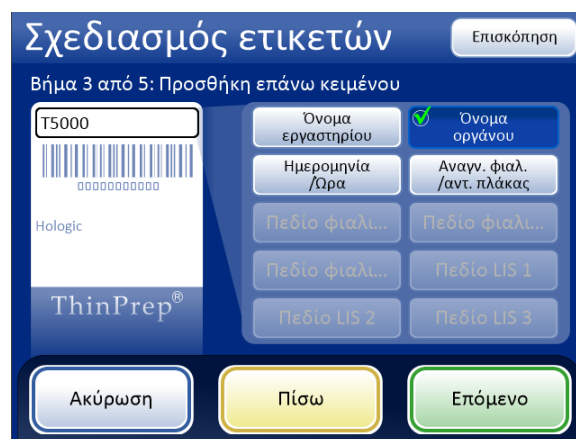 Σχεδιασμός ετικετών
Επισκόπηση
Βήμα 3 από 5: Προσθήκη επάνω κειμένου
T5000
Όνομα
εργαστηρίου
Όνομα
οργάνου
Ημερομηνία
/Ώρα
Αναγν. φιαλ.
/αντ. πλάκας
00000000000
Hologic
Πεδίο φιαλι...
Πεδίο φιαλι...
Πεδίο φιαλι...
Πεδίο LIS 1
ThinPrep®
Πεδίο LIS 2
Πεδίο LIS 3
Ακύρωση
Πίσω
Επόμενο